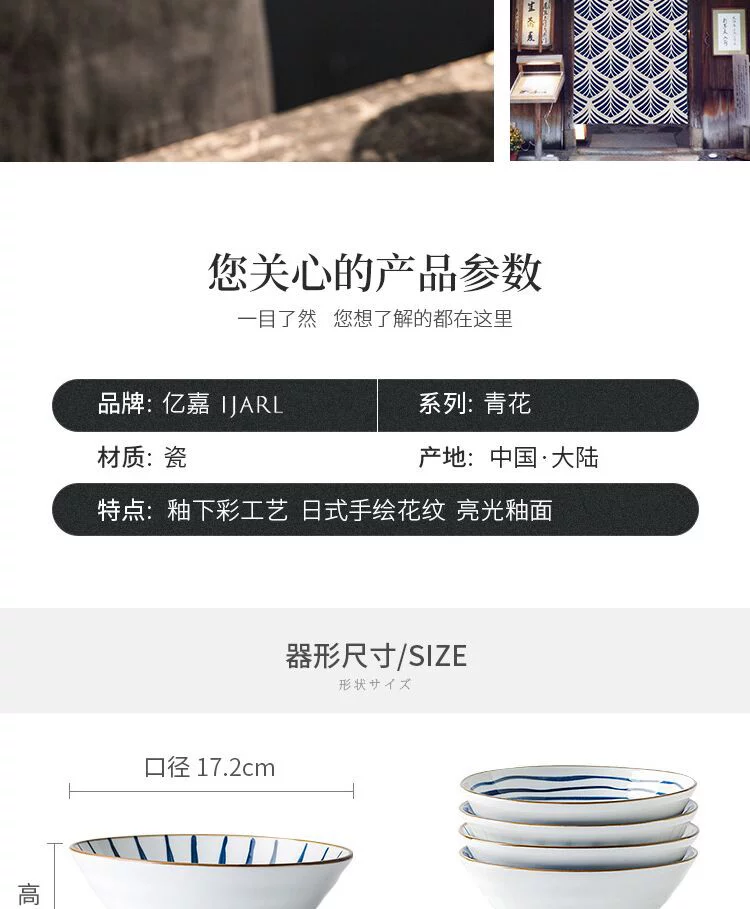 您关心的产品参数
一目了然 您想了解的都在这里
品牌: 亿嘉 IJARL
系列: 青花
材质: 瓷
产地: 中国·大陆
特点: 釉下彩工艺 日式手绘花纹 亮光釉面
器形尺寸/SIZE
形状サイズ
口径 17.2cm
高